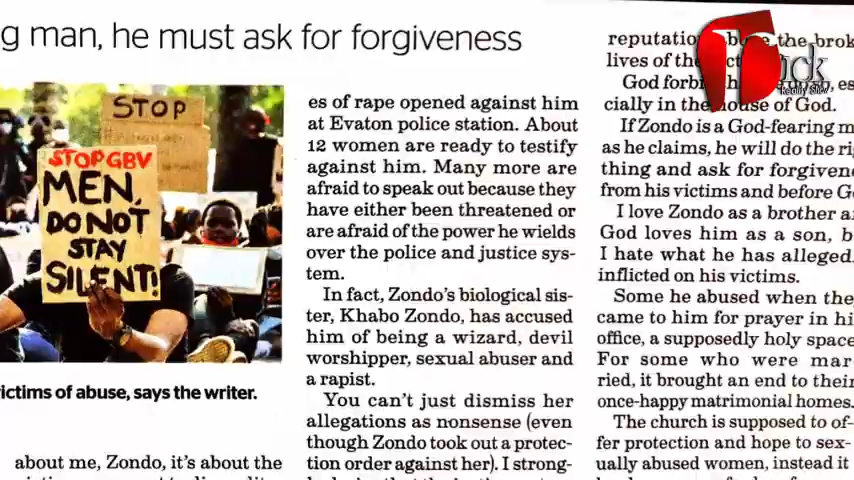 g man, he must ask for forgiveness
STOP
STOP GBV
MEN,
DO NOT
STAY
SILENT!
ictims of abuse, says the writer.
about me, Zondo, it's about the
es of rape opened against him
at Evaton police station. About
12 women are ready to testify
against him. Many more are
afraid to speak out because they
have either been threatened or
are afraid of the power he wields
over the police and justice sys-
tem.
In fact, Zondo's biological sis-
ter, Khabo Zondo, has accused
him of being a wizard, devil
worshipper, sexual abuser and
a rapist.
You can't just dismiss her
allegations as nonsense (even
though Zondo took out a protec-
tion order against her). I strong-
reputatio the brok
lives of the
God forb
cially in the house of God.
If Zondo is a God-fearing m
as he claims, he will do the ri
thing and ask for forgiven
from his victims and before G
I love Zondo as a brother a
God loves him as a son, b
I hate what he has alleged
inflicted on his victims.
Some he abused when the
came to him for prayer in hi
office, a supposedly holy space
For some who were mar
ried, it brought an end to their
once-happy matrimonial homes.
The church is supposed to of-
fer protection and hope to sex-
ually abused women, instead it
Reality Show